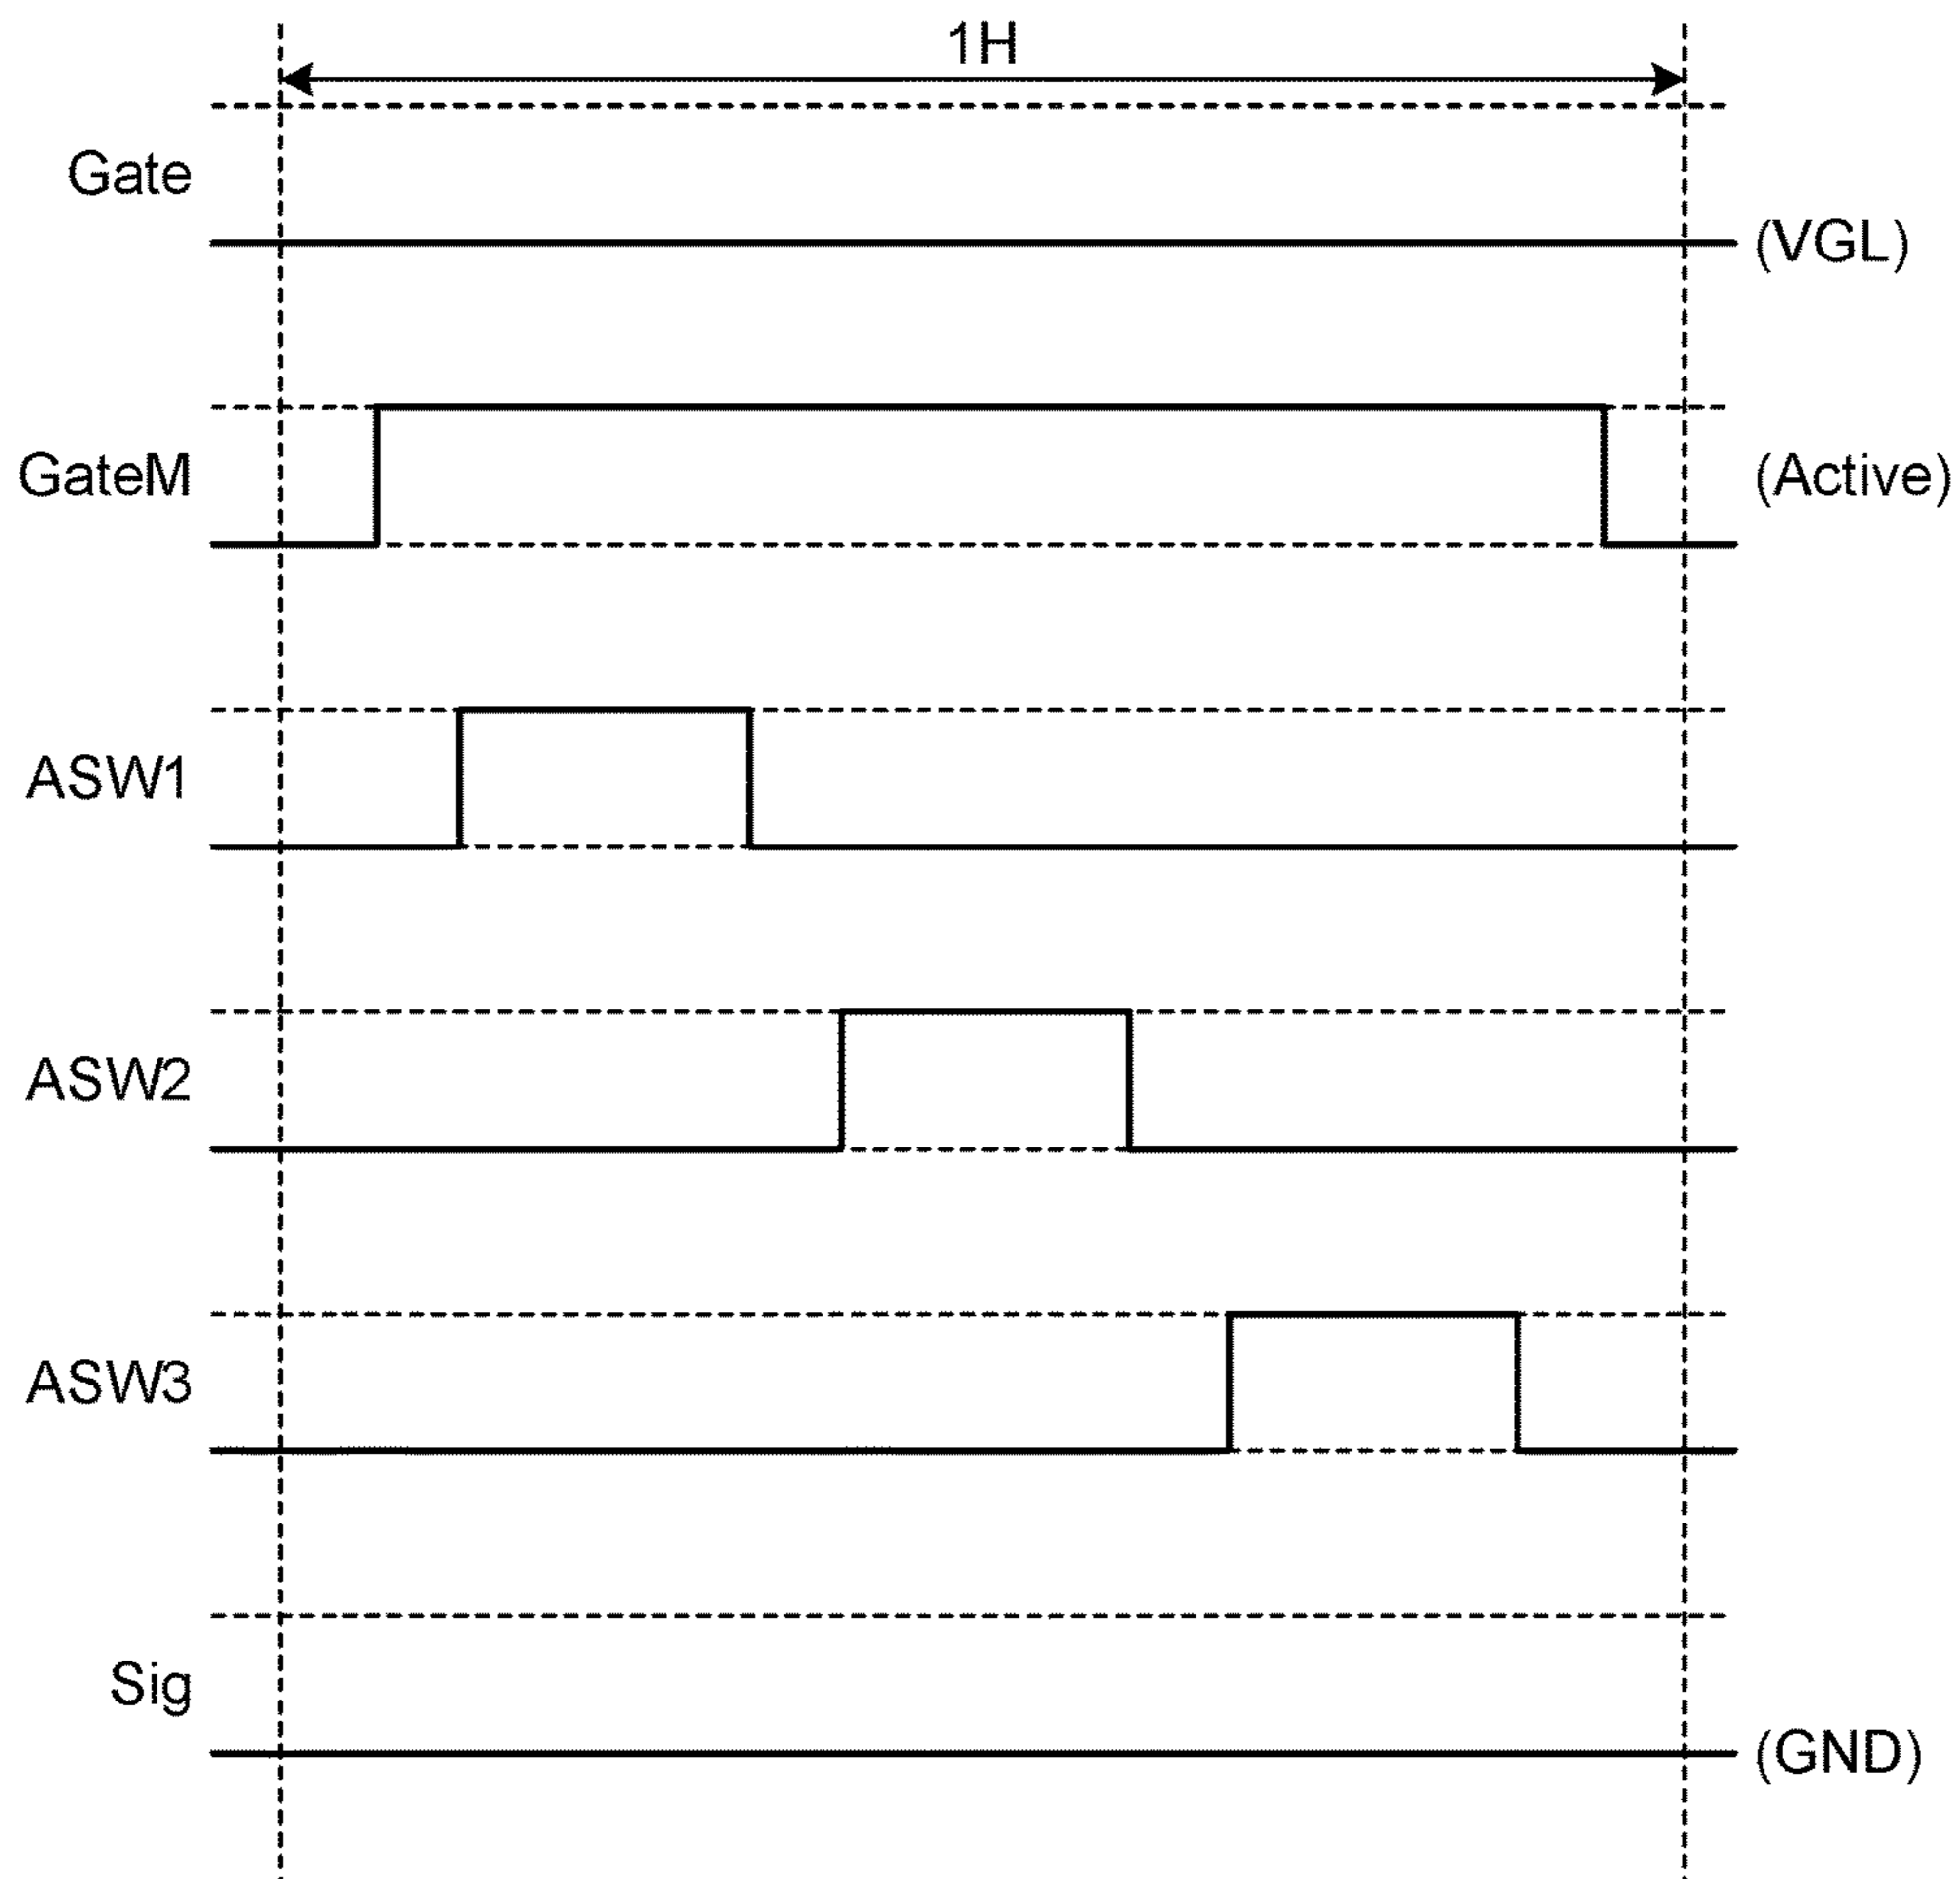 1H
Gate
(VGL)
GateM
(Active)
ASW1
ASW2
ASW3
Sig
(GND)